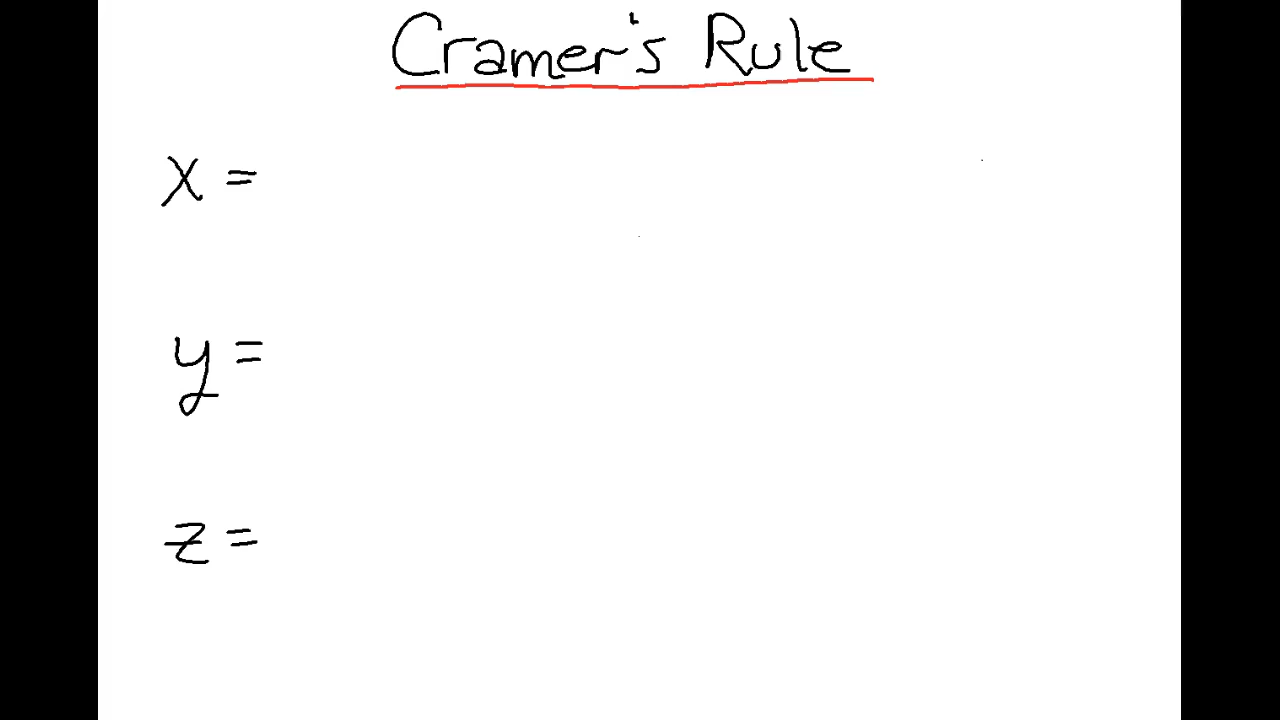 Cramer's Rule
x =
y =
z =